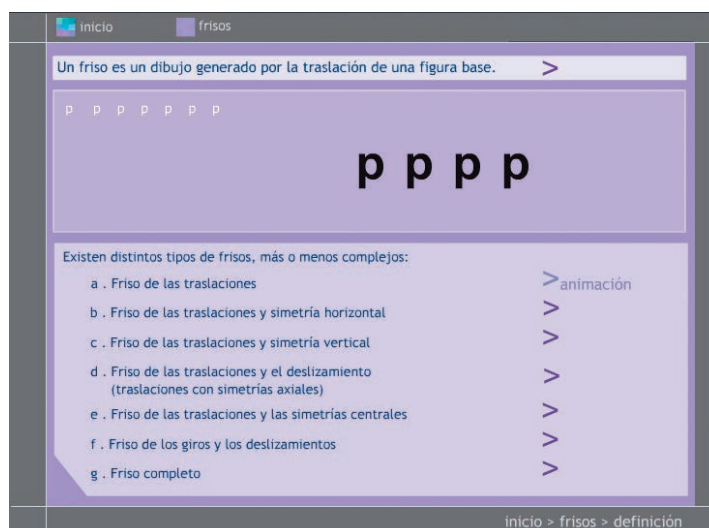 inicio frisos
Un friso es un dibujo generado por la traslación de una figura base. >
p p p p p p p
p p p p
Existen distintos tipos de frisos, más o menos complejos:
a . Friso de las traslaciones > animación
b . Friso de las traslaciones y simetría horizontal >
c . Friso de las traslaciones y simetría vertical >
d . Friso de las traslaciones y el deslizamiento >
(traslaciones con simetrías axiales)
e . Friso de las traslaciones y las simetrías centrales >
f . Friso de los giros y los deslizamientos >
g . Friso completo >
inicio > frisos > definición